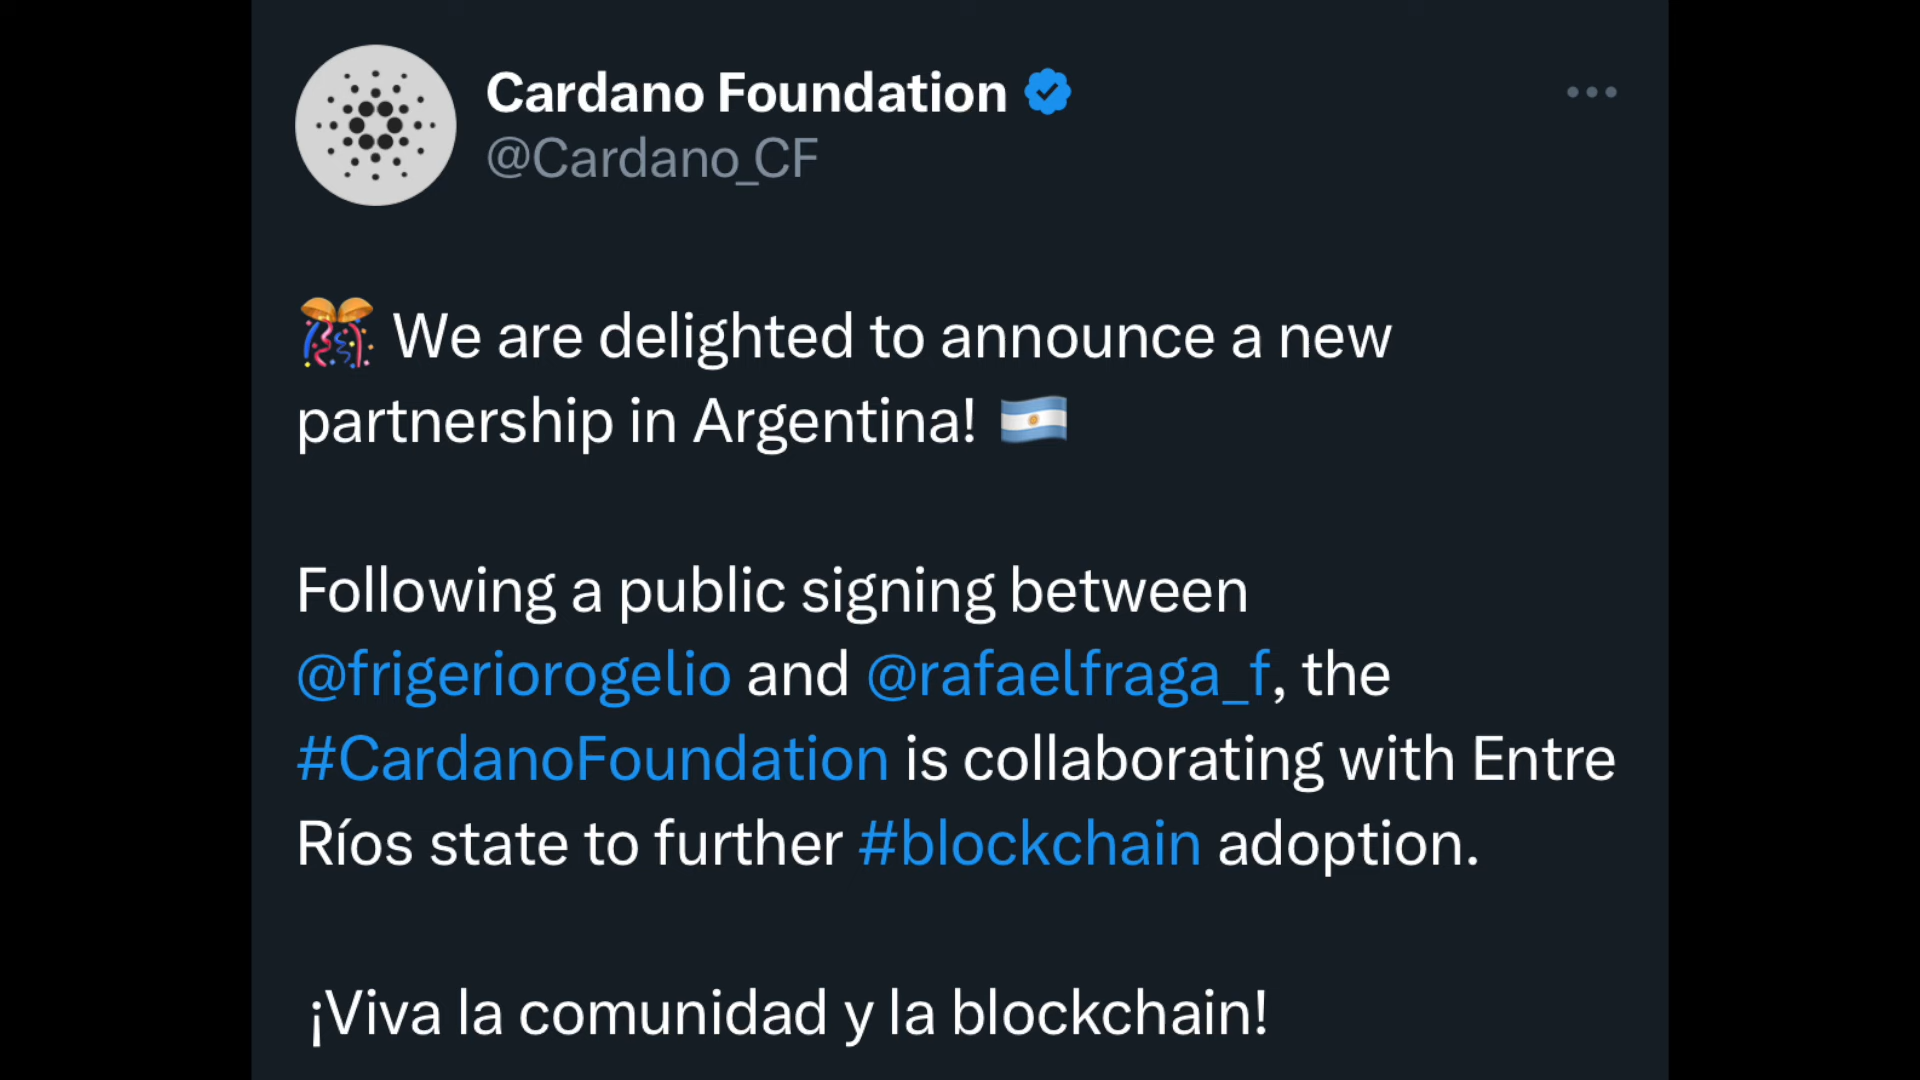 Cardano Foundation
@Cardano_CF
🎊 We are delighted to announce a new
partnership in Argentina! 🇦🇷
Following a public signing between
@frigeriorogelio and @rafaelfraga_f, the
#CardanoFoundation is collaborating with Entre
Ríos state to further #blockchain adoption.
¡Viva la comunidad y la blockchain!